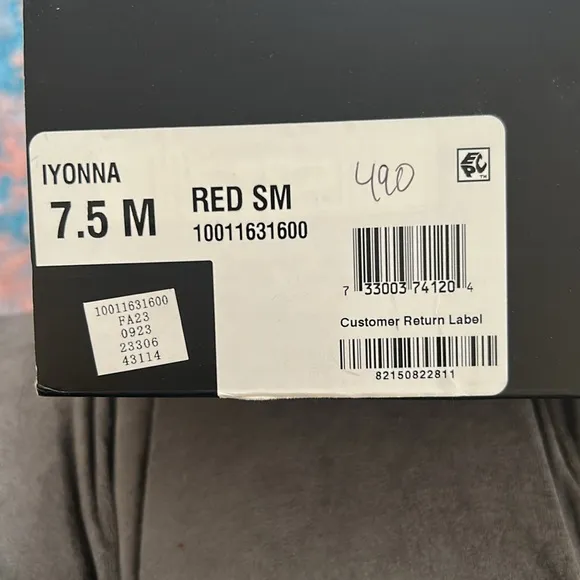 IYONNA
7.5 M
RED SM
10011631600
490
EPC™
7 33003 74120 4
Customer Return Label
82150822811
10011631600
FA23
0923
23306
43114